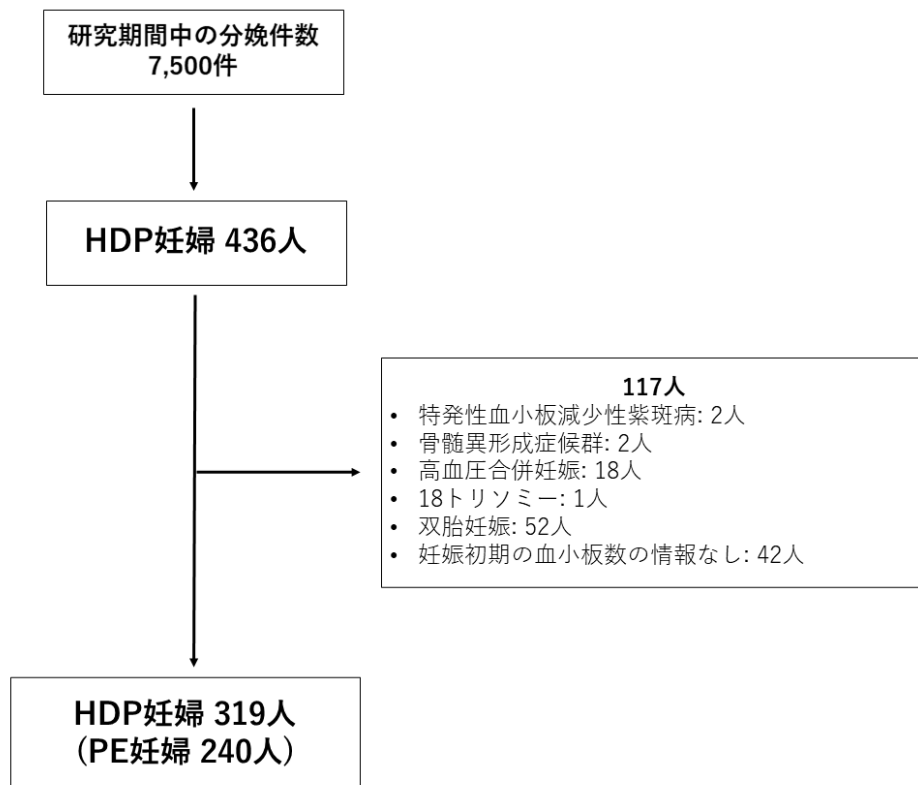 研究期間中の分娩件数
7,500件
HDP妊婦 436人
117人
• 特発性血小板減少性紫斑病: 2人
• 骨髄異形成症候群: 2人
• 高血圧合併妊娠: 18人
• 18トリソミー: 1人
• 双胎妊娠: 52人
• 妊娠初期の血小板数の情報なし: 42人
HDP妊婦 319人
(PE妊婦 240人)